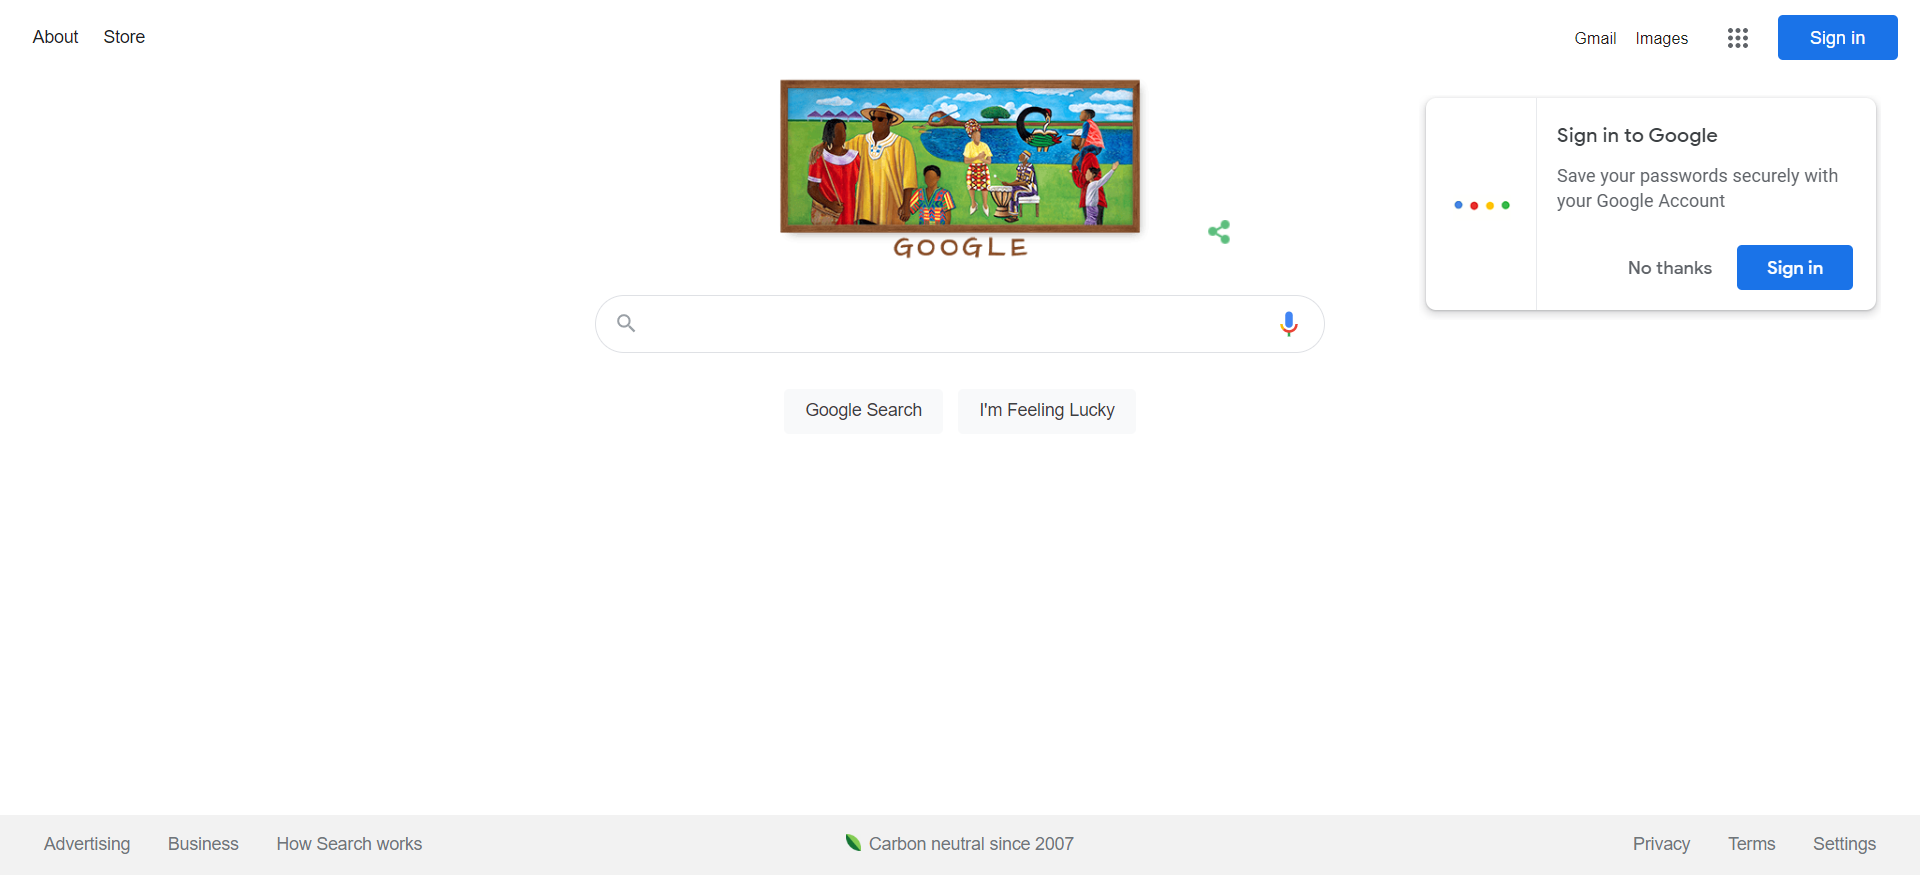 About Store
Gmail Images Sign in
GOOGLE
Sign in to Google
Save your passwords securely with
your Google Account
No thanks Sign in
Google Search I'm Feeling Lucky
Advertising Business How Search works Carbon neutral since 2007 Privacy Terms Settings